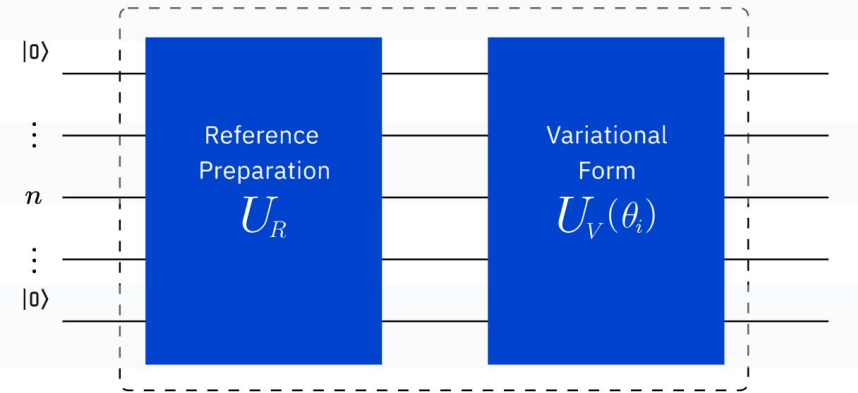 |0⟩
⋮
n
⋮
|0⟩
Reference
Preparation
U_R
Variational
Form
U_V(θ_i)